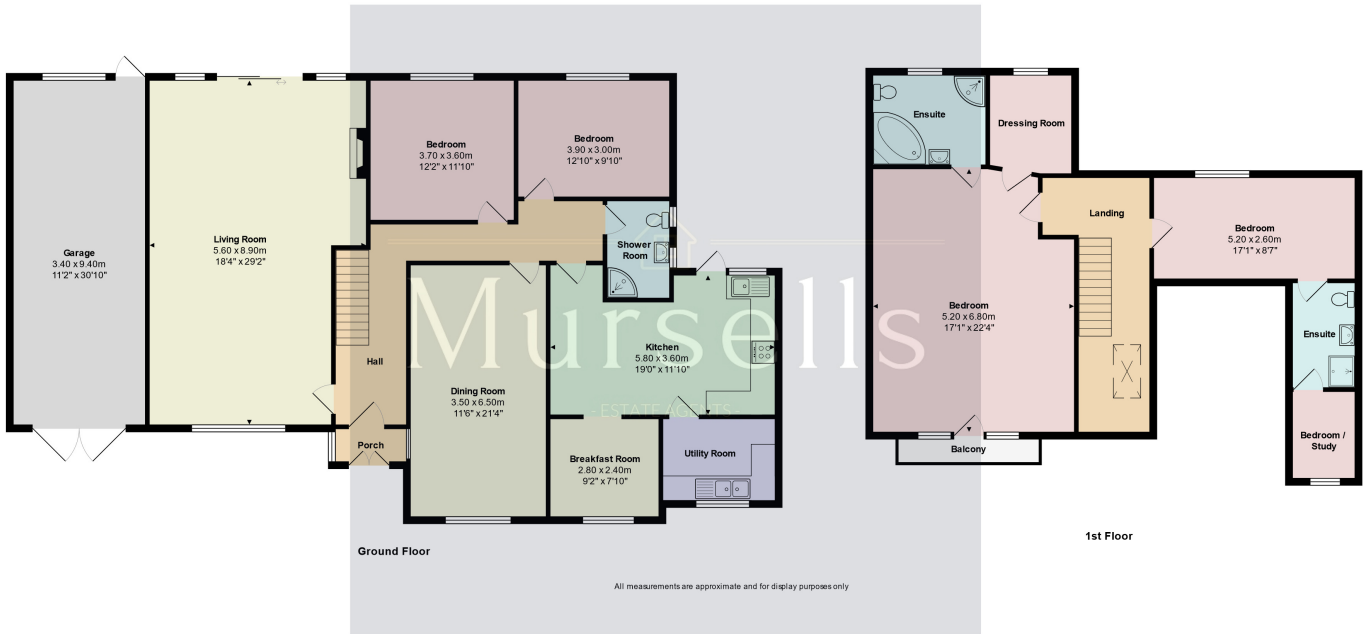 Garage
3.40 x 9.40m
11'2" x 30'10"
Living Room
5.60 x 8.90m
18'4" x 29'2"
Bedroom
3.70 x 3.60m
12'2" x 11'10"
Bedroom
3.90 x 3.00m
12'10" x 9'10"
Shower
Room
Hall
Porch
Dining Room
3.50 x 6.50m
11'6" x 21'4"
Kitchen
5.80 x 3.60m
19'0" x 11'10"
Breakfast Room
2.80 x 2.40m
9'2" x 7'10"
Utility Room
Mursells
- ESTATE AGENTS -
Ground Floor
Ensuite
Dressing Room
Landing
Bedroom
5.20 x 2.60m
17'1" x 8'7"
Bedroom
5.20 x 6.80m
17'1" x 22'4"
Ensuite
Bedroom /
Study
Balcony
1st Floor
All measurements are approximate and for display purposes only